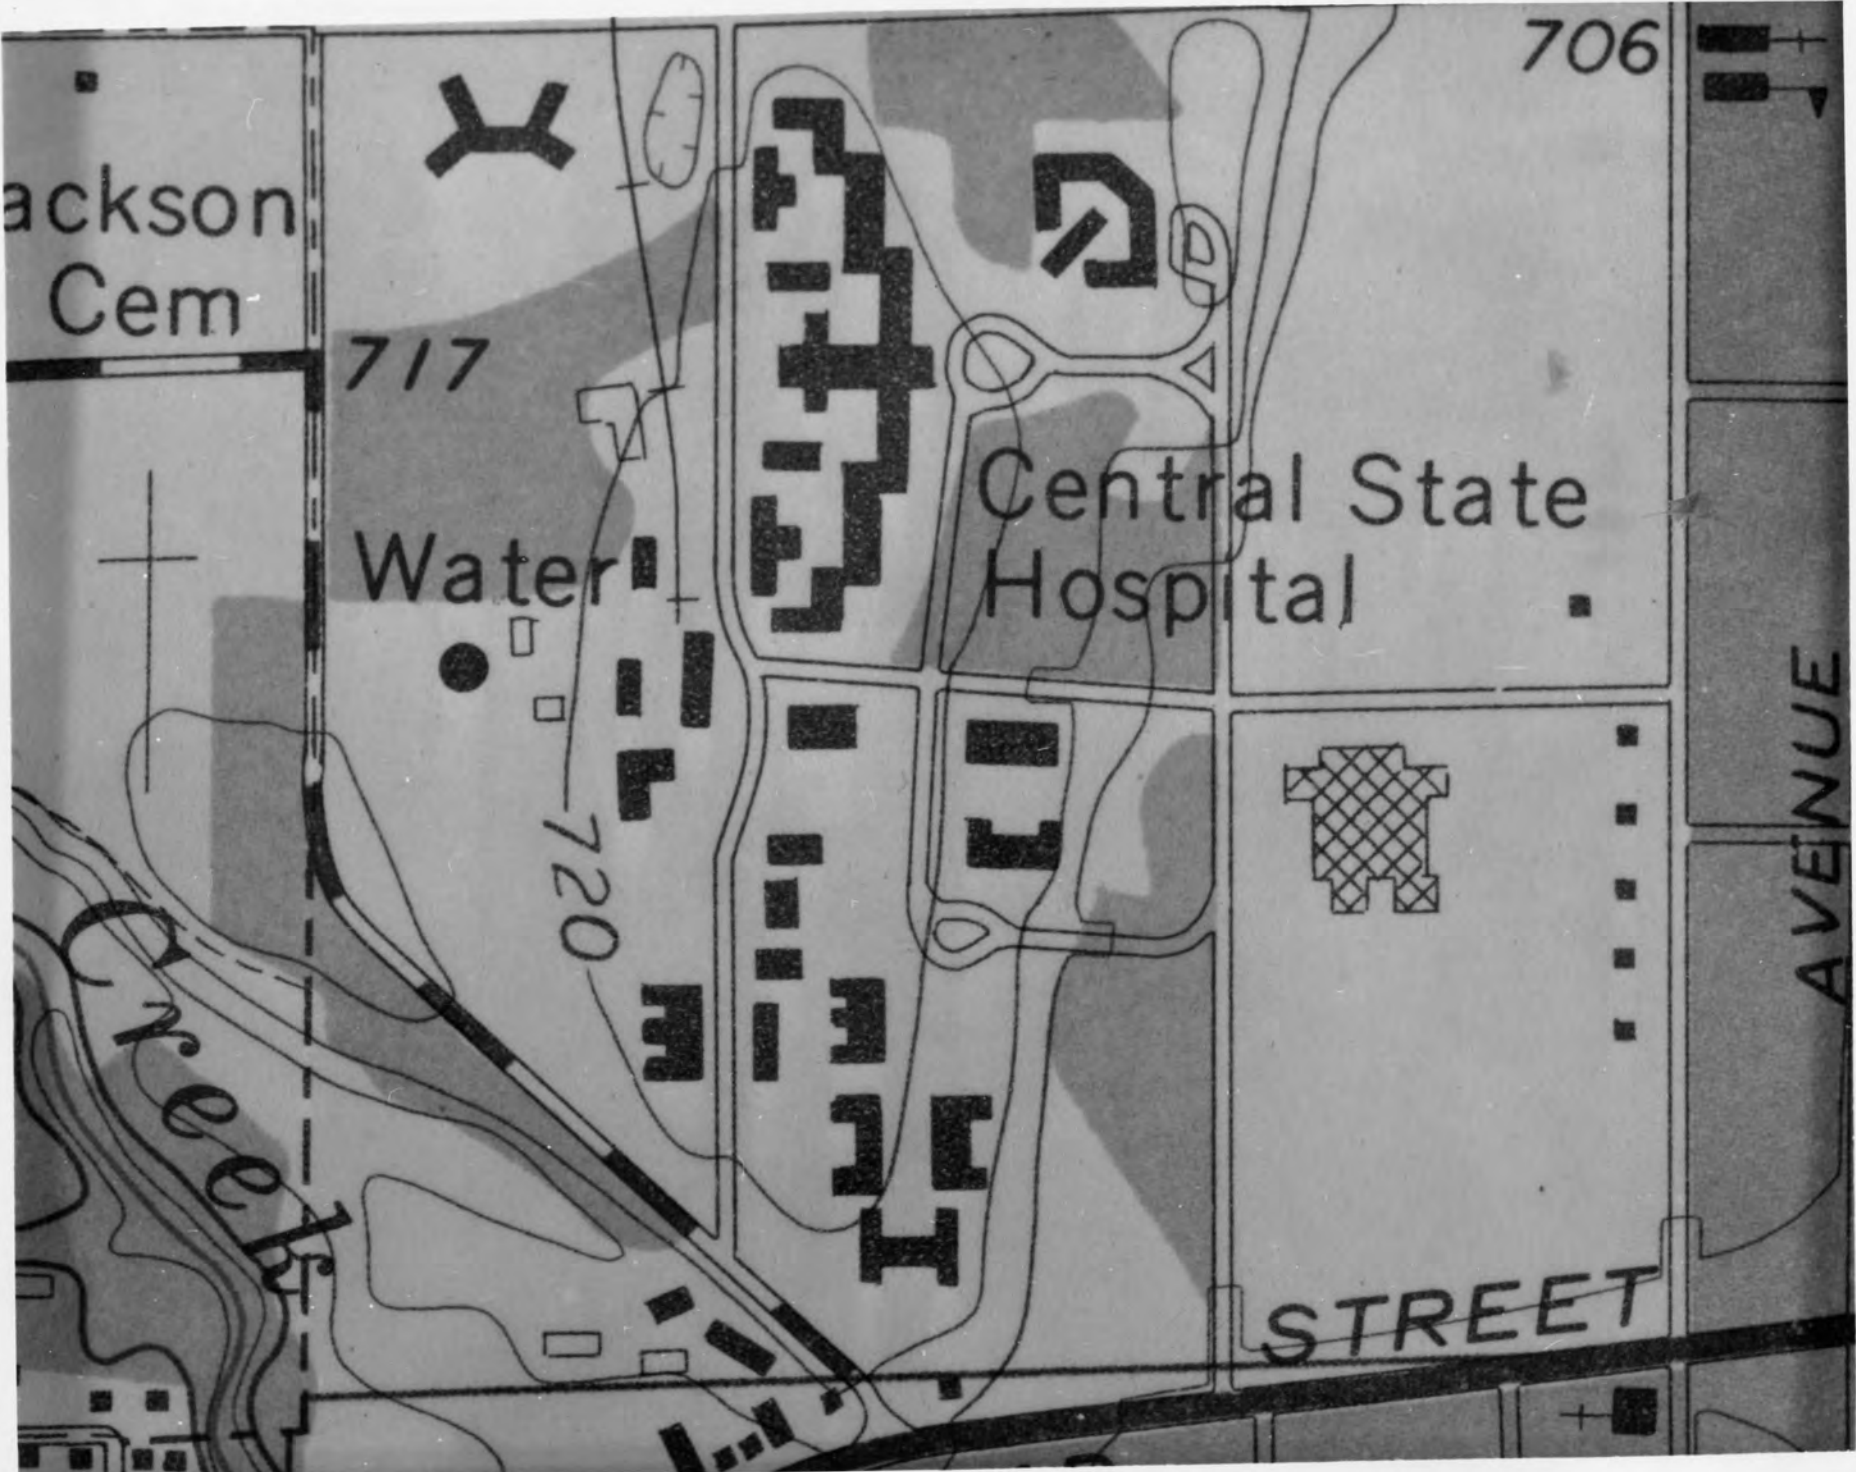 706
ackson
Cem
717
Central State
Hospital
Water
AVENUE
720
Creek
STREET